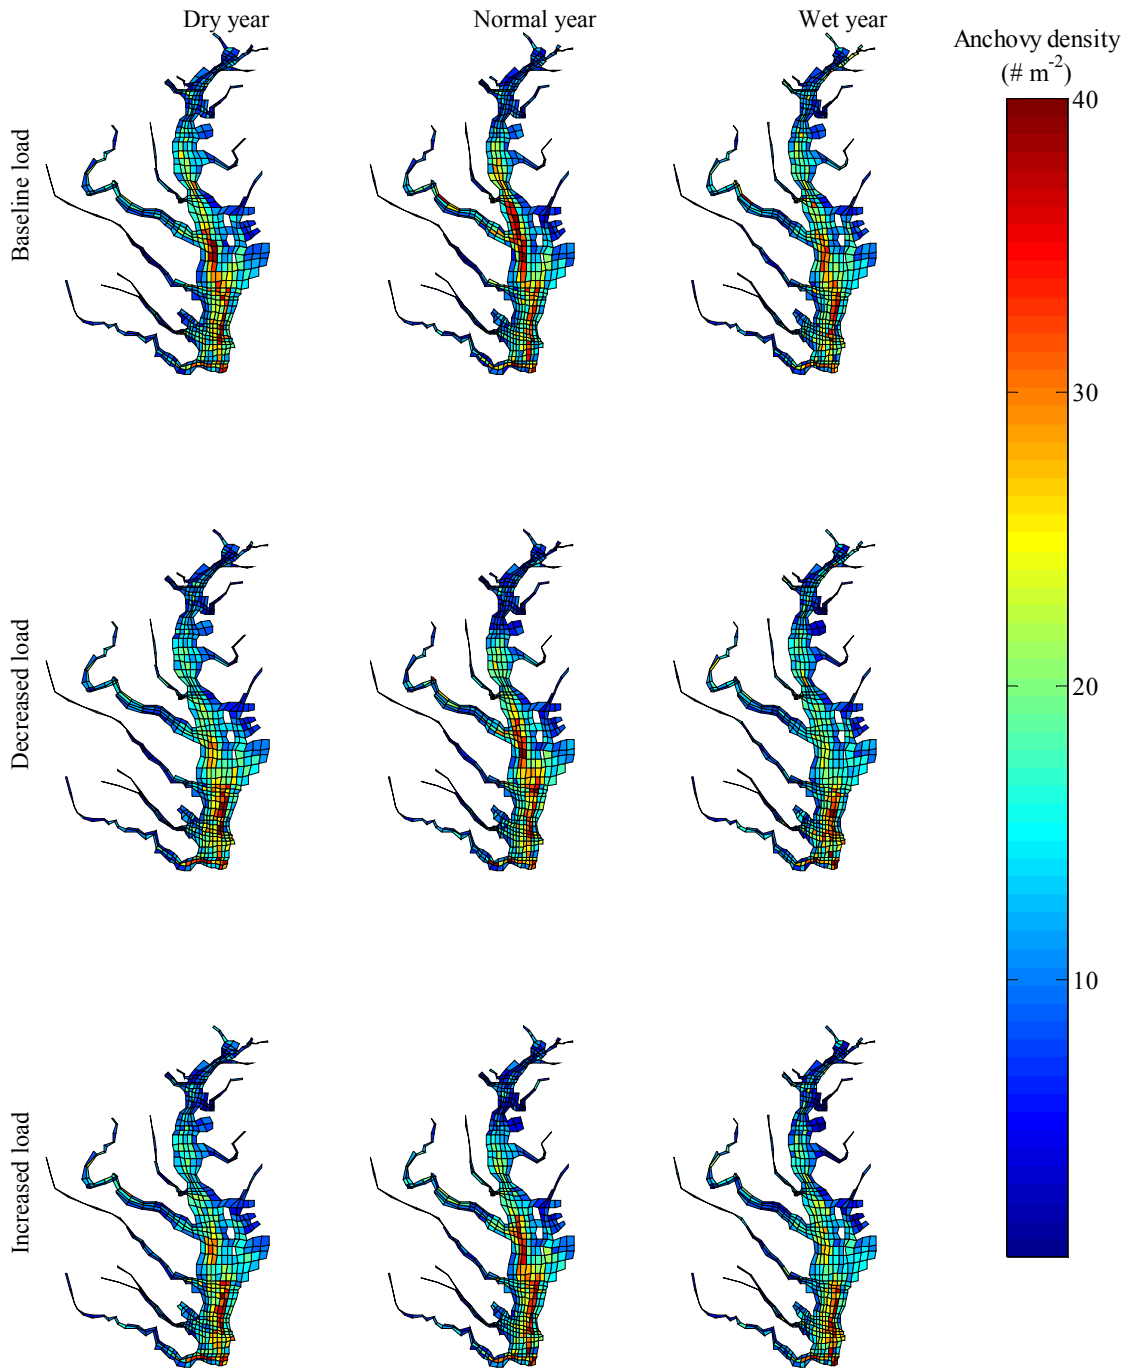 Dry year
Normal year
Wet year
Anchovy density
(# m-2)
Baseline load
Decreased load
Increased load
40
30
20
10